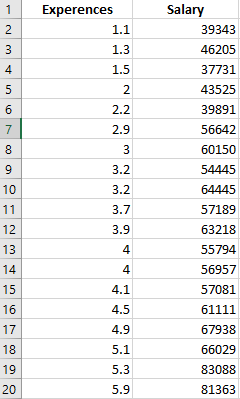 1 Experences Salary
2 1.1 39343
3 1.3 46205
4 1.5 37731
5 2 43525
6 2.2 39891
7 2.9 56642
8 3 60150
9 3.2 54445
10 3.2 64445
11 3.7 57189
12 3.9 63218
13 4 55794
14 4 56957
15 4.1 57081
16 4.5 61111
17 4.9 67938
18 5.1 66029
19 5.3 83088
20 5.9 81363